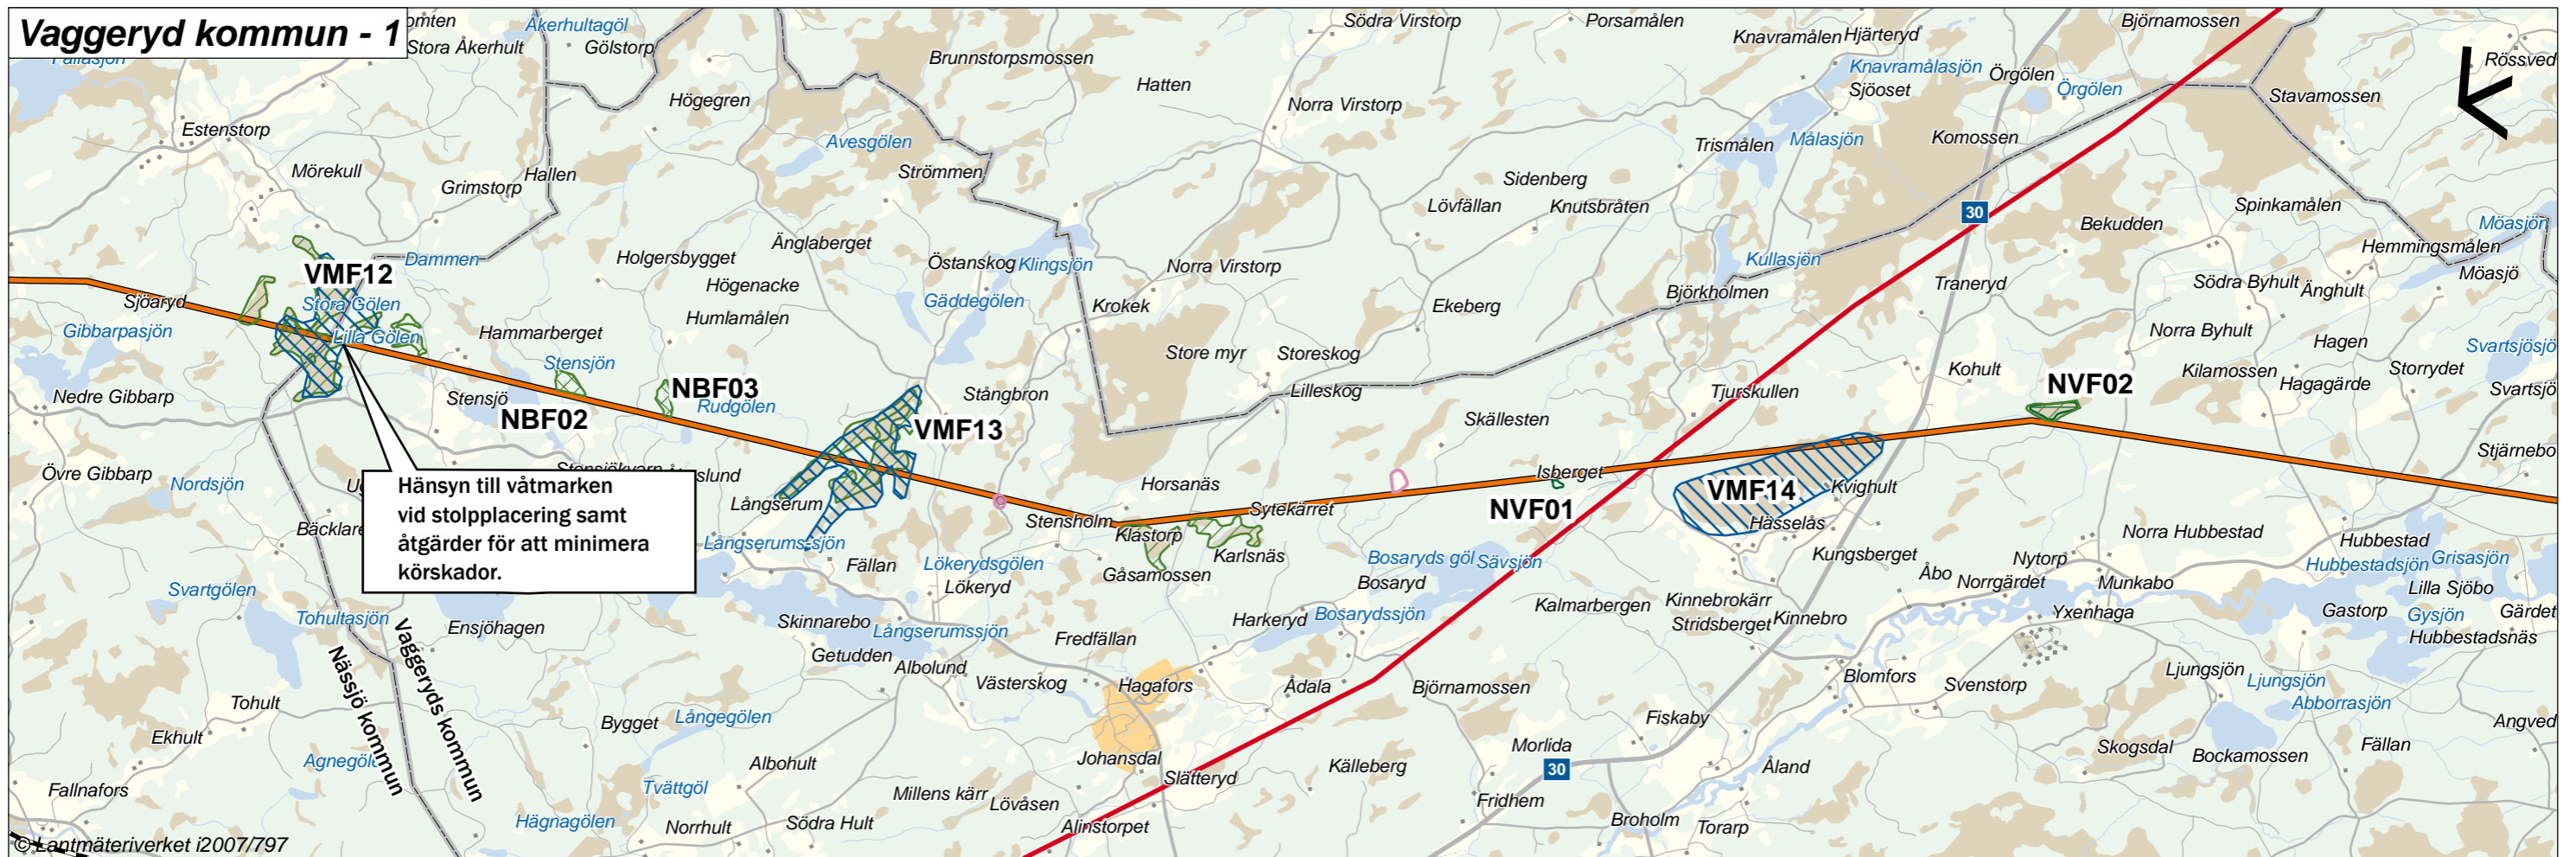 Vaggeryd kommun - 1
Stora Åkerhult
Åkerhultagöl
Gölstorp
Brunnstorpsmossen
Hatten
Södra Virstorp
Porsamålen
Knavramålen
Hjärteryd
Björnamossen
Rössved
Knavramålasjön
Sjöoset
Örgölen
Örgölen
Stavamossen
Högegren
Norra Virstorp
Estenstorp
Avesgölen
Trismålen
Målasjön
Komossen
Mörekull
Hallen
Grimstorp
Strömmen
Sidenberg
Lövfällan
Knutsbråten
30
Spinkamålen
Bekudden
Möasjön
Änglaberget
Hemmingsmålen
Möasjö
Dammen
Holgersbygget
Östanskog
Klingsjön
Norra Virstorp
Kullasjön
VMF12
Högenacke
Björkholmen
Traneryd
Södra Byhult
Änghult
Sjöaryd
Stora Gölen
Gäddegölen
Krokek
Ekeberg
Gibbarpasjön
Lilla Gölen
Hammarberget
Humlamålen
Norra Byhult
Hagen
Svartsjösjö
Stensjön
Store myr
Storeskog
Kohult
Kilamossen
Storrydet
Nedre Gibbarp
Stensjö
NBF03
Stångbron
Lilleskog
Tjurskullen
NVF02
Hagagärde
Svartsjö
NBF02
Rudgölen
VMF13
Skällesten
Stjärnebo
Övre Gibbarp
Nordsjön
Långserum
Horsanäs
Isberget
VMF14
Kvighult
Hänsyn till våtmarken
vid stolpplacering samt
åtgärder för att minimera
körskador.
Stensholm
Sytekärret
NVF01
Hässelås
Klastorp
Karlsnäs
Norra Hubbestad
Hubbestad
Långserums-sjön
Fällan
Lökerydsgölen
Gåsamossen
Bosaryds göl
Sävsjön
Kungsberget
Nytorp
Hubbestadsjön
Grisasjön
Svartgölen
Lökeryd
Bosaryd
Åbo
Norrgärdet
Munkabo
Lilla Sjöbo
Tohultasjön
Ensjöhagen
Skinnarebo
Långserumssjön
Fredfällan
Harkeryd
Bosarydssjön
Kalmarbergen
Kinnebrokärr
Stridsberget
Kinnebro
Yxenhaga
Gastorp
Gysjön
Gärdet
Hubbestadsnäs
Getudden
Albolund
Västerskog
Hagafors
Ådala
Björnamossen
Blomfors
Svenstorp
Ljungsjön
Ljungsjön
Abborrasjön
Nässjö kommun
Vaggeryds kommun
Tohult
Ekhult
Bygget
Långegölen
Fiskaby
Angved
Albohult
Johansdal
Slätteryd
Källeberg
Morlida
30
Åland
Skogsdal
Bockamossen
Fällan
Fallnafors
Tvättgöl
Millens kärr
Lövåsen
Fridhem
Hägnagölen
Norrhult
Södra Hult
Alinstorpet
Broholm
Torarp
© Lantmäteriverket i2007/797